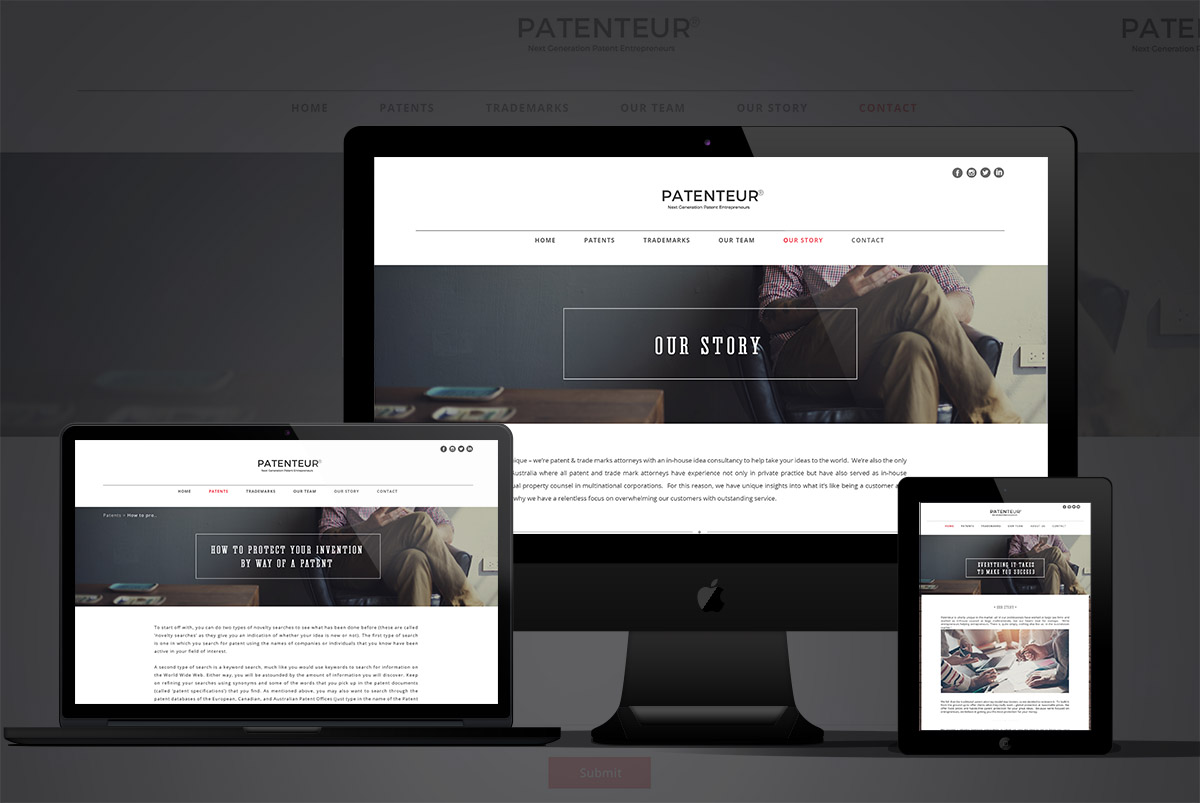 PATENTEUR®
Next Generation Patent Entrepreneurs
PATE
Next Gene
HOME PATENTS TRADEMARKS OUR TEAM OUR STORY CONTACT
PATENTEUR®
Next Generation Patent Entrepreneurs
HOME PATENTS TRADEMARKS OUR TEAM OUR STORY CONTACT
OUR STORY
ique – we're patent & trade marks attorneys with an in-house idea consultancy to help take your ideas to the world. We're also the only
ustralia where all patent and trade mark attorneys have experience not only in private practice but have also served as in-house
ual property counsel in multinational corporations. For this reason, we have unique insights into what it's like being a customer a
why we have a relentless focus on overwhelming our customers with outstanding service.
PATENTEUR®
Next Generation Patent Entrepreneurs
HOME PATENTS TRADEMARKS OUR TEAM OUR STORY CONTACT
Patents » How to pro...
HOW TO PROTECT YOUR INVENTION
BY WAY OF A PATENT
To start off with, you can do two types of novelty searches to see what has been done before (these are called
'novelty searches' as they give you an indication of whether your idea is new or not). The first type of search
is one in which you search for patent using the names of companies or individuals that you know have been
active in your field of interest.
A second type of search is a keyword search, much like you would use keywords to search for information on
the World Wide Web. Either way, you will be astounded by the amount of information you will discover. Keep
on refining your searches using synonyms and some of the words that you pick up in the patent documents
(called 'patent specifications') that you find. As mentioned above, you may also want to search through the
patent databases of the European, Canadian, and Australian Patent Offices (just type in the name of the Patent
PATENTEUR®
HOME PATENTS TRADEMARKS OUR TEAM ABOUT US CONTACT
EVERYTHING IT TAKES
TO MAKE YOU SUCCEED
OUR STORY
Submit